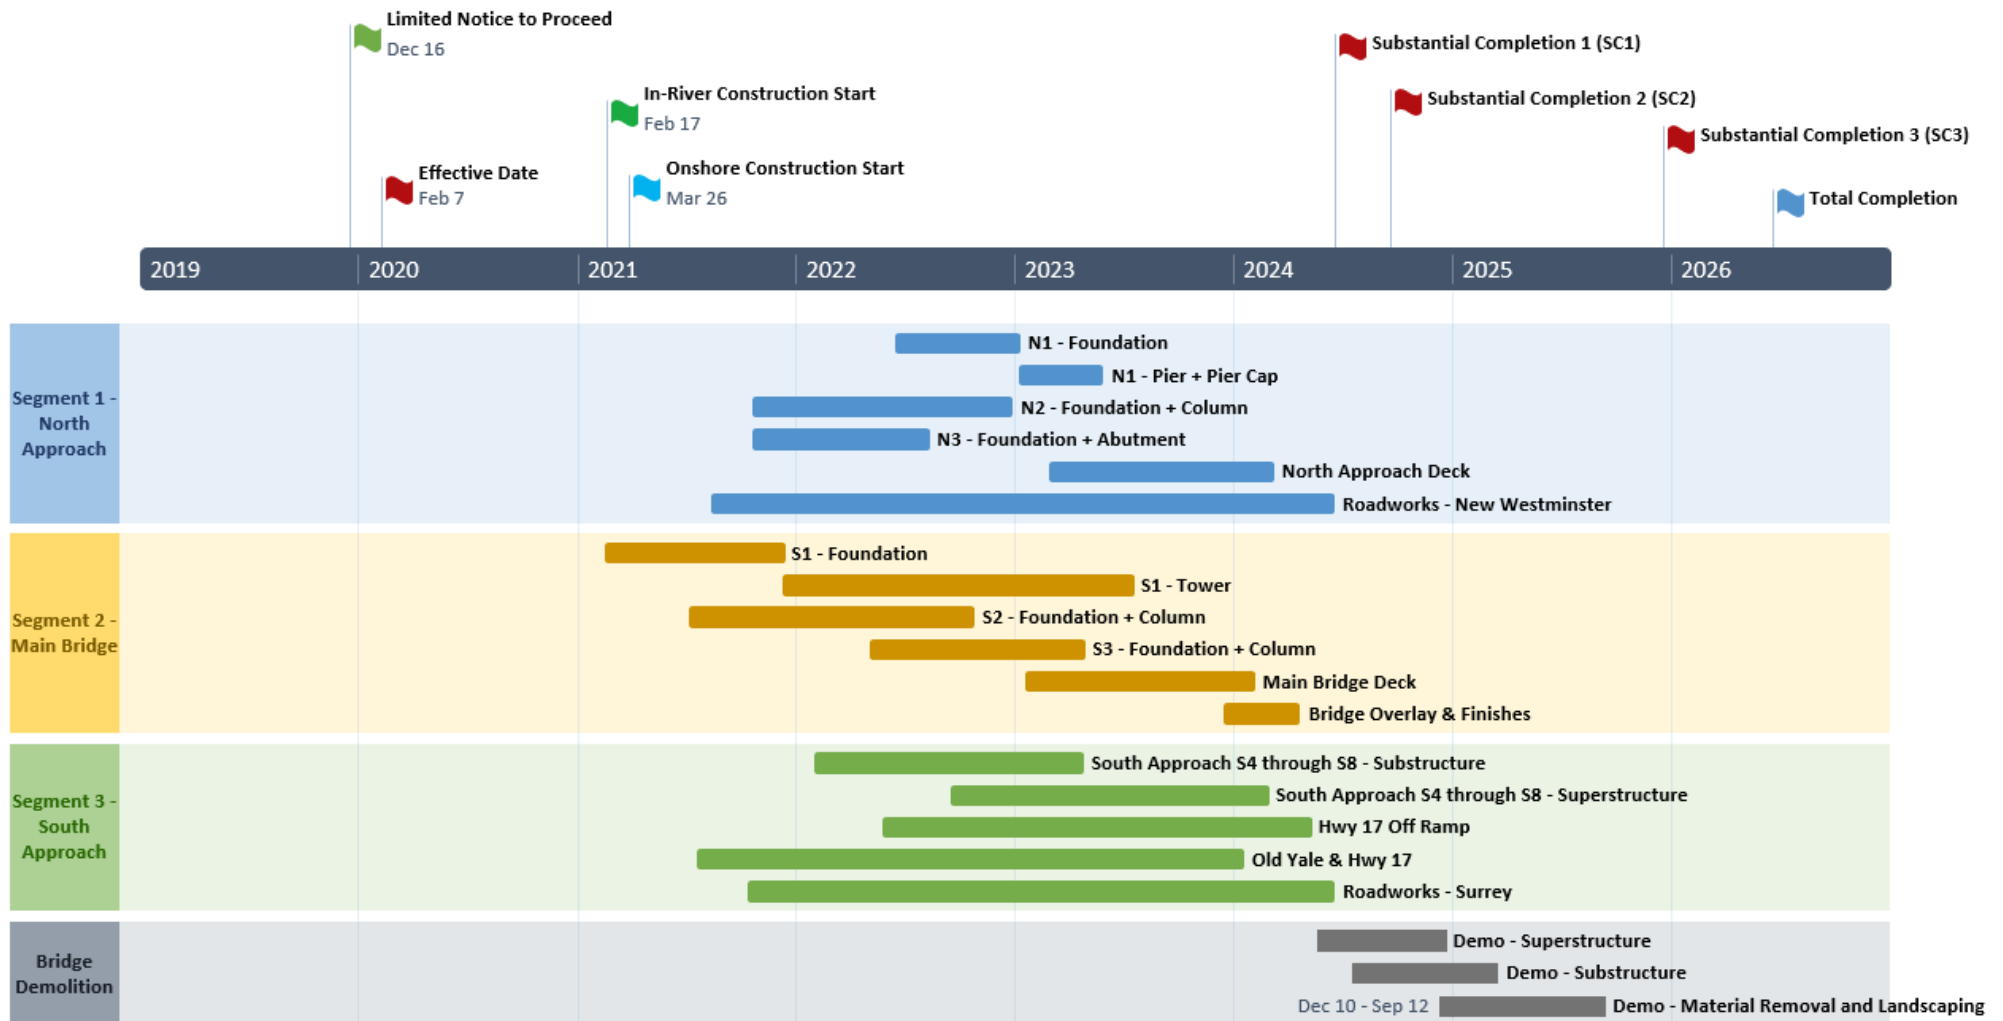 Limited Notice to Proceed
Dec 16
In-River Construction Start
Feb 17
Effective Date
Feb 7
Onshore Construction Start
Mar 26
Substantial Completion 1 (SC1)
Substantial Completion 2 (SC2)
Substantial Completion 3 (SC3)
Total Completion
2019 2020 2021 2022 2023 2024 2025 2026
Segment 1 -
North
Approach
N1 - Foundation
N1 - Pier + Pier Cap
N2 - Foundation + Column
N3 - Foundation + Abutment
North Approach Deck
Roadworks - New Westminster
Segment 2 -
Main Bridge
S1 - Foundation
S1 - Tower
S2 - Foundation + Column
S3 - Foundation + Column
Main Bridge Deck
Bridge Overlay & Finishes
Segment 3 -
South
Approach
South Approach S4 through S8 - Substructure
South Approach S4 through S8 - Superstructure
Hwy 17 Off Ramp
Old Yale & Hwy 17
Roadworks - Surrey
Bridge
Demolition
Demo - Superstructure
Demo - Substructure
Dec 10 - Sep 12 Demo - Material Removal and Landscaping